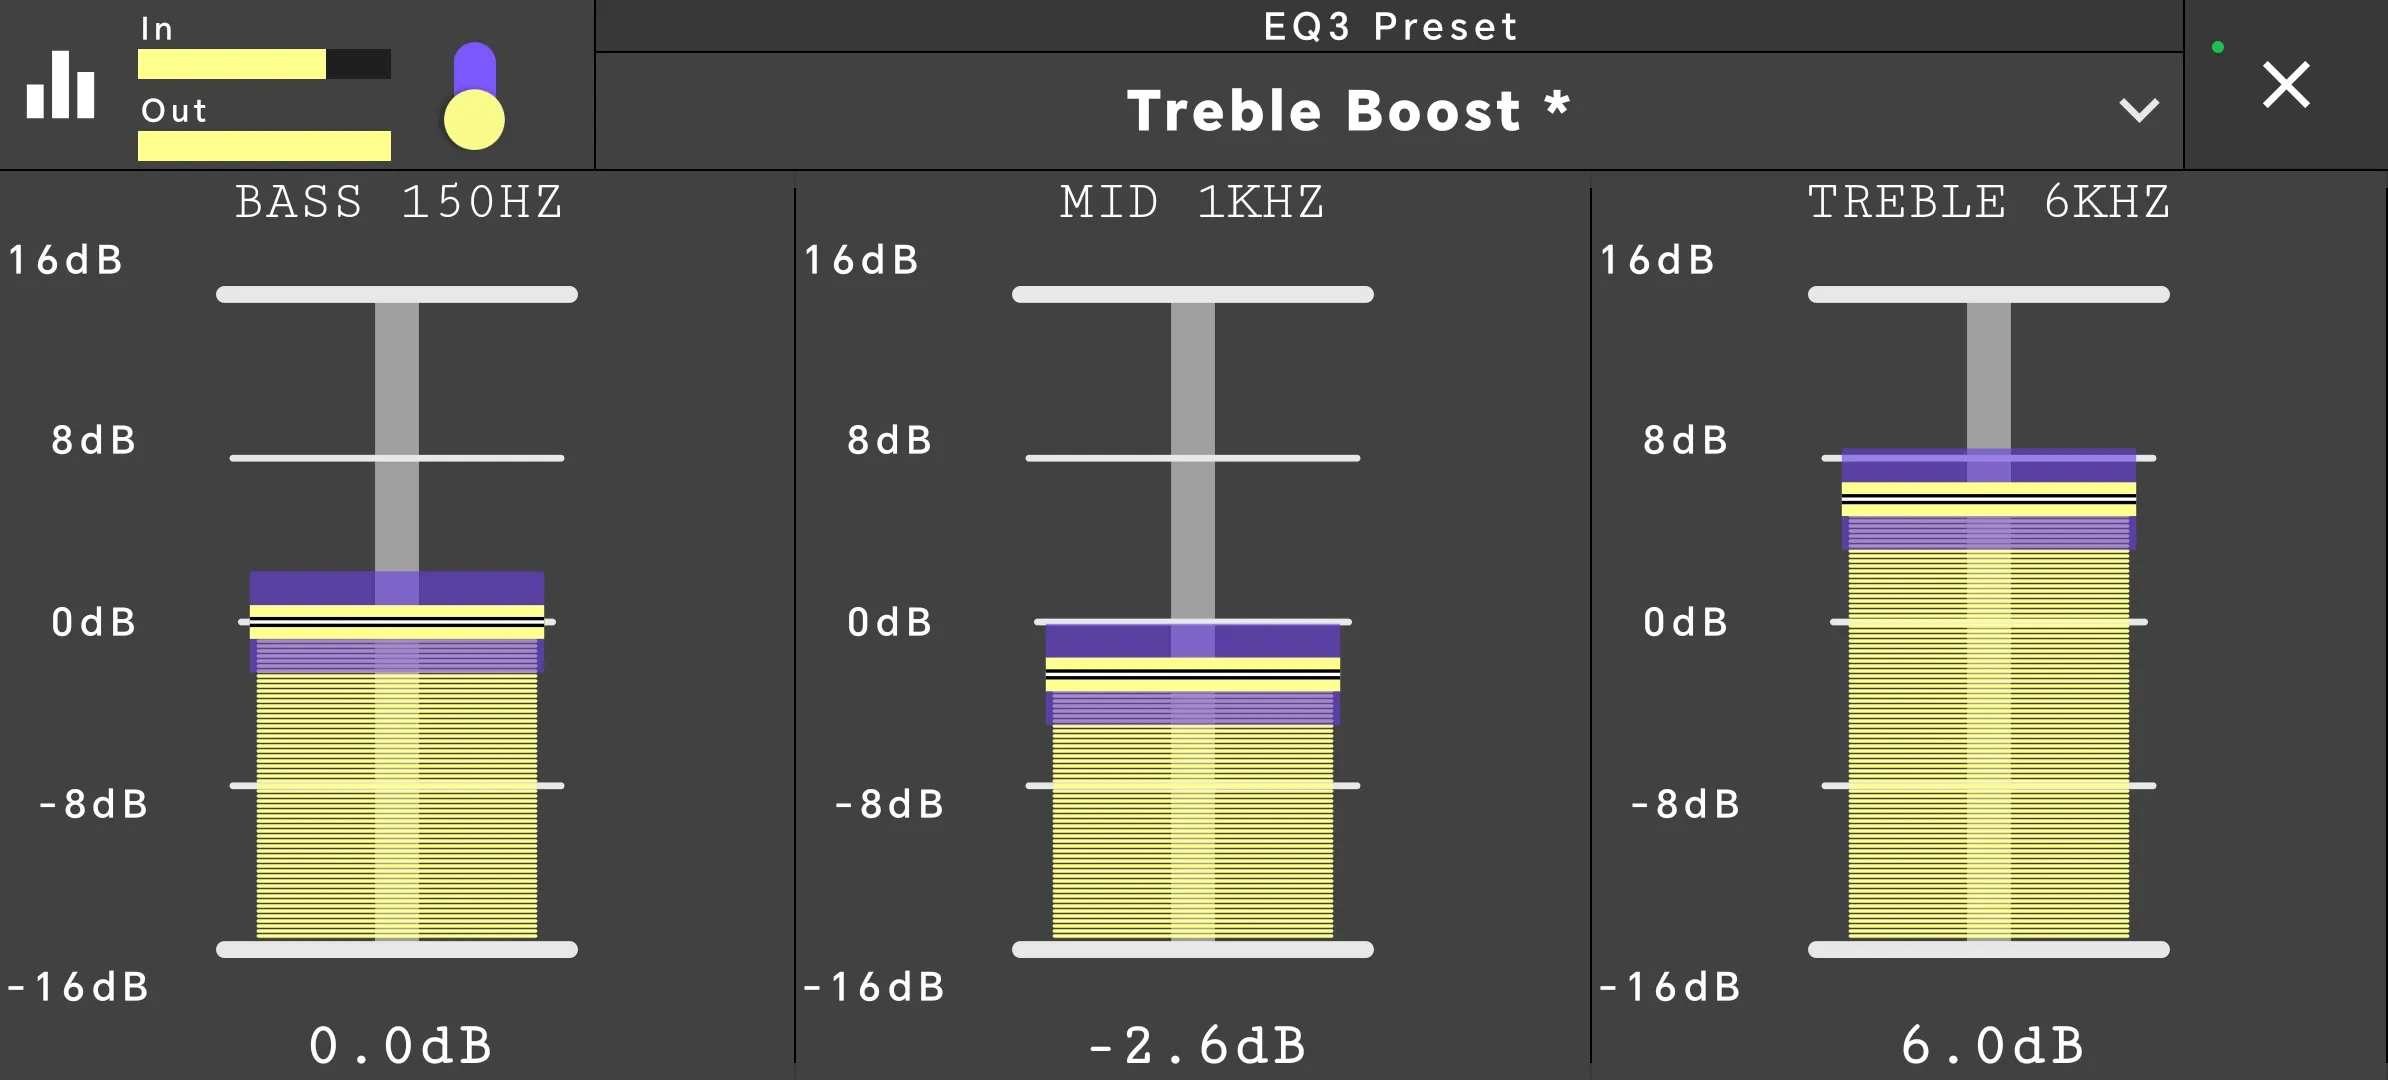 In
Out
EQ3 Preset
Treble Boost *
BASS 150HZ
16dB
8dB
0dB
-8dB
-16dB
0.0dB
MID 1KHZ
16dB
8dB
0dB
-8dB
-16dB
-2.6dB
TREBLE 6KHZ
16dB
8dB
0dB
-8dB
-16dB
6.0dB